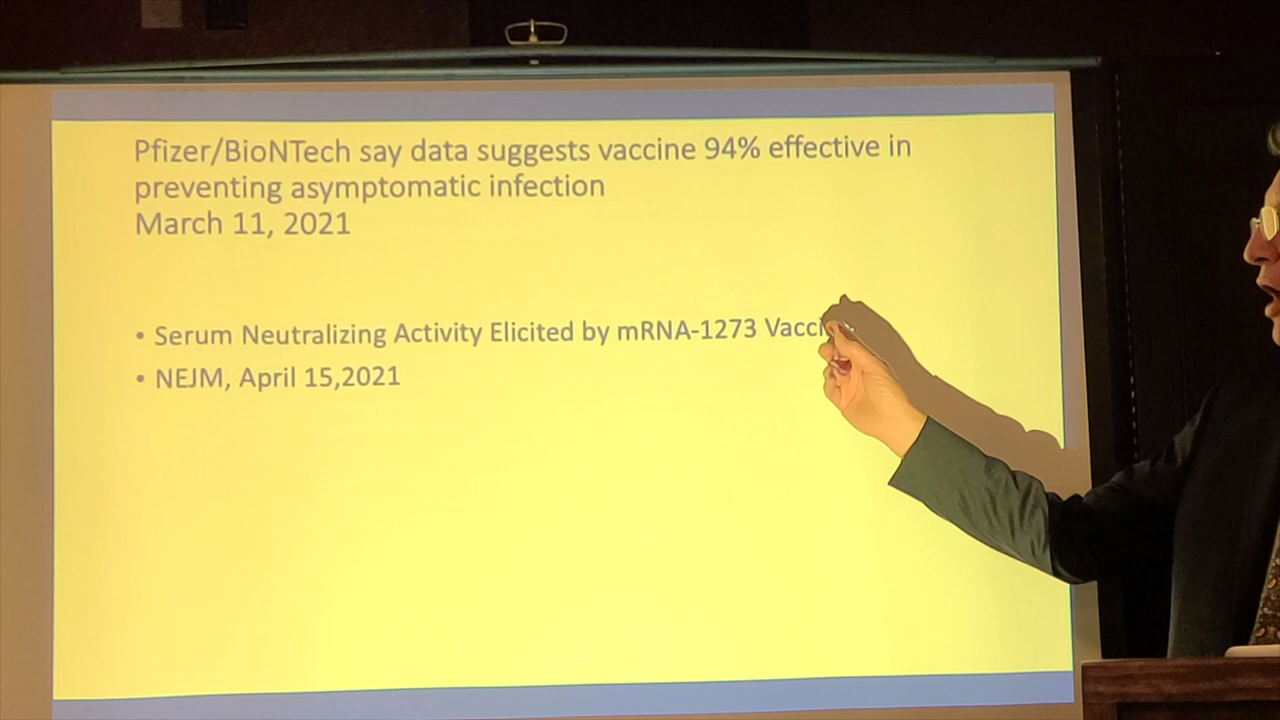 Pfizer/BioNTech say data suggests vaccine 94% effective in
preventing asymptomatic infection
March 11, 2021
• Serum Neutralizing Activity Elicited by mRNA-1273
• NEJM, April 15,2021